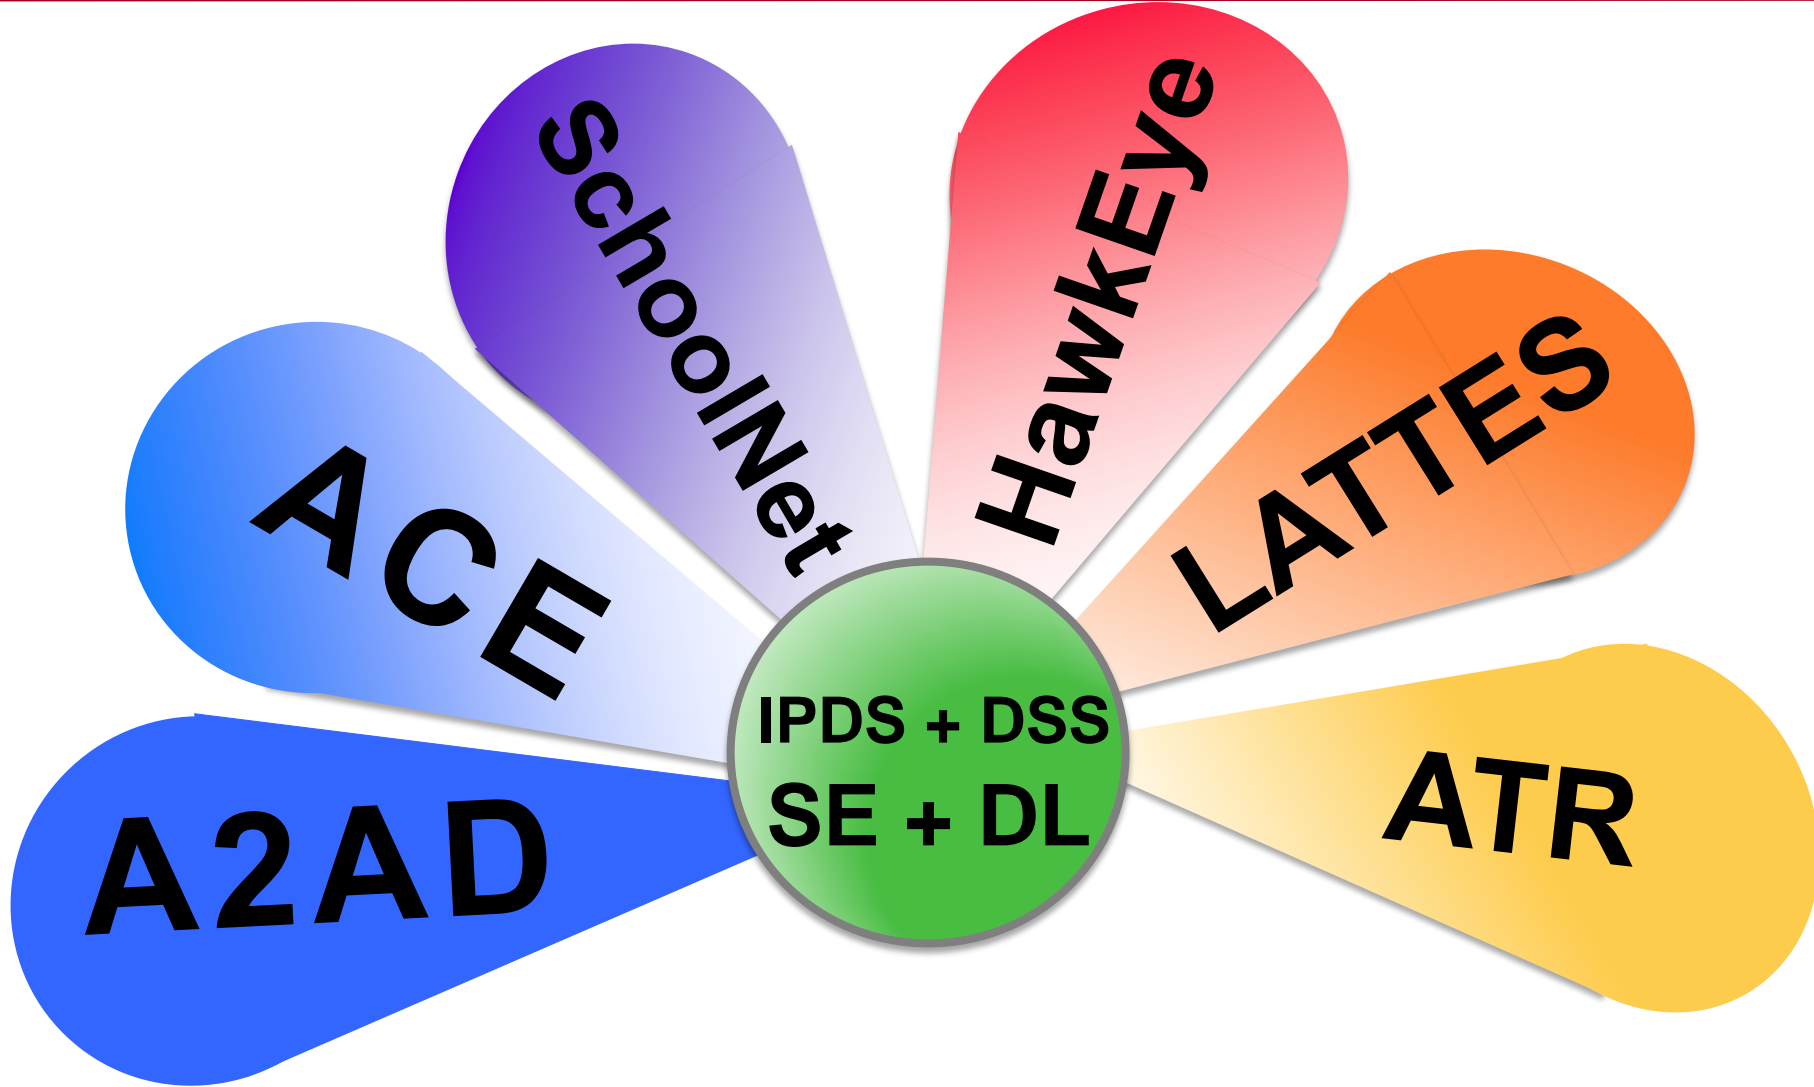 A2AD
ACE
SchoolNet
HawkEye
LATTES
ATR
IPDS + DSS
SE + DL